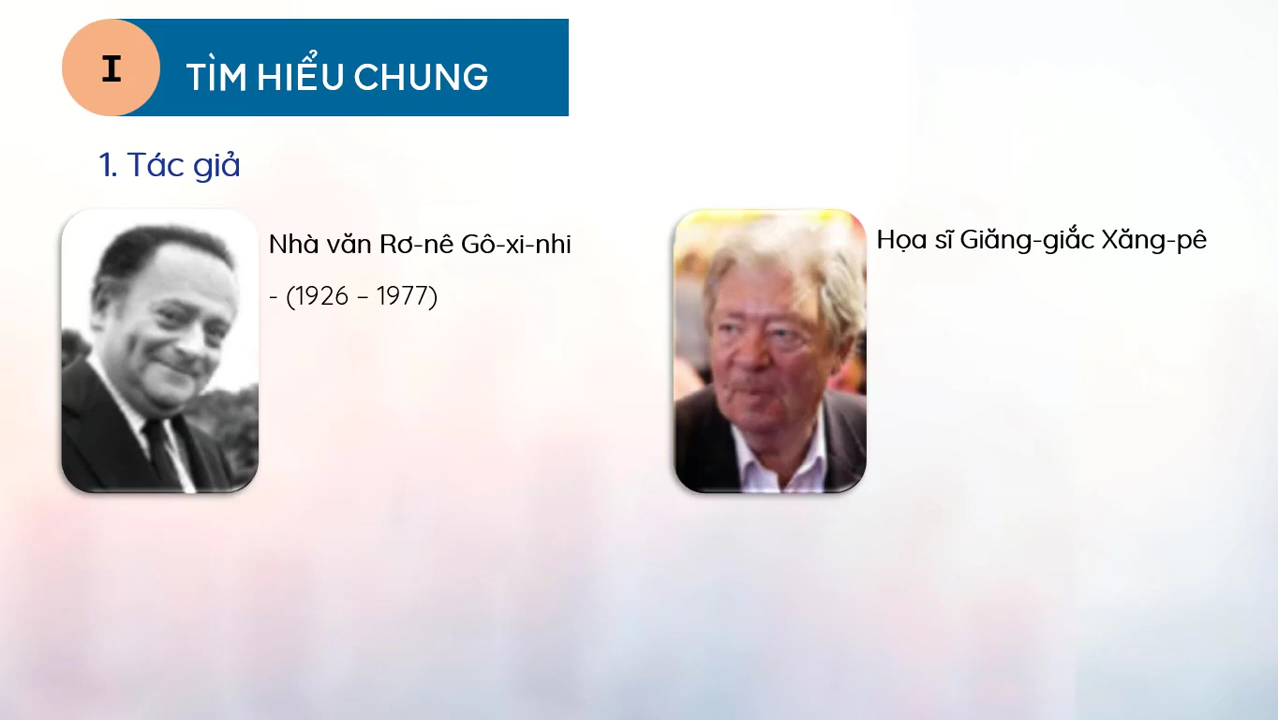 I
TÌM HIỂU CHUNG
1. Tác giả
Nhà văn Rơ-nê Gô-xi-nhi
- (1926 – 1977)
Họa sĩ Giăng-giắc Xăng-pê